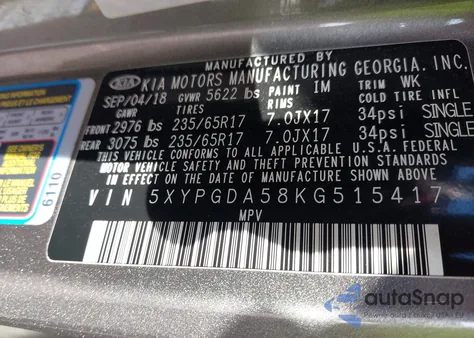 MANUFACTURED BY
KIA KIA MOTORS MANUFACTURING GEORGIA, INC.
SEP/04/18 GVWR 5622 lbs PAINT IM TRIM WK
GAWR TIRES RIMS COLD TIRE INFL
FRONT 2976 lbs 235/65R17 7.0JX17 34psi SINGLE
REAR 3075 lbs 235/65R17 7.0JX17 34psi SINGLE
THIS VEHICLE CONFORMS TO ALL APPLICABLE U.S.A. FEDERAL
MOTOR VEHICLE SAFETY AND THEFT PREVENTION STANDARDS
IN EFFECT ON THE DATE OF MANUFACTURE SHOWN ABOVE
VIN 5XYPGDA58KG515417
MPV
6110
autoSnap